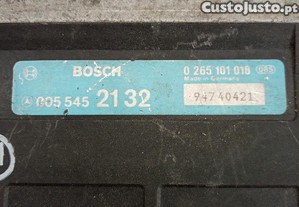 Custojusto.pt
BOSCH
0 265 101 018
Made in Germany
005 545 21 32
94740421